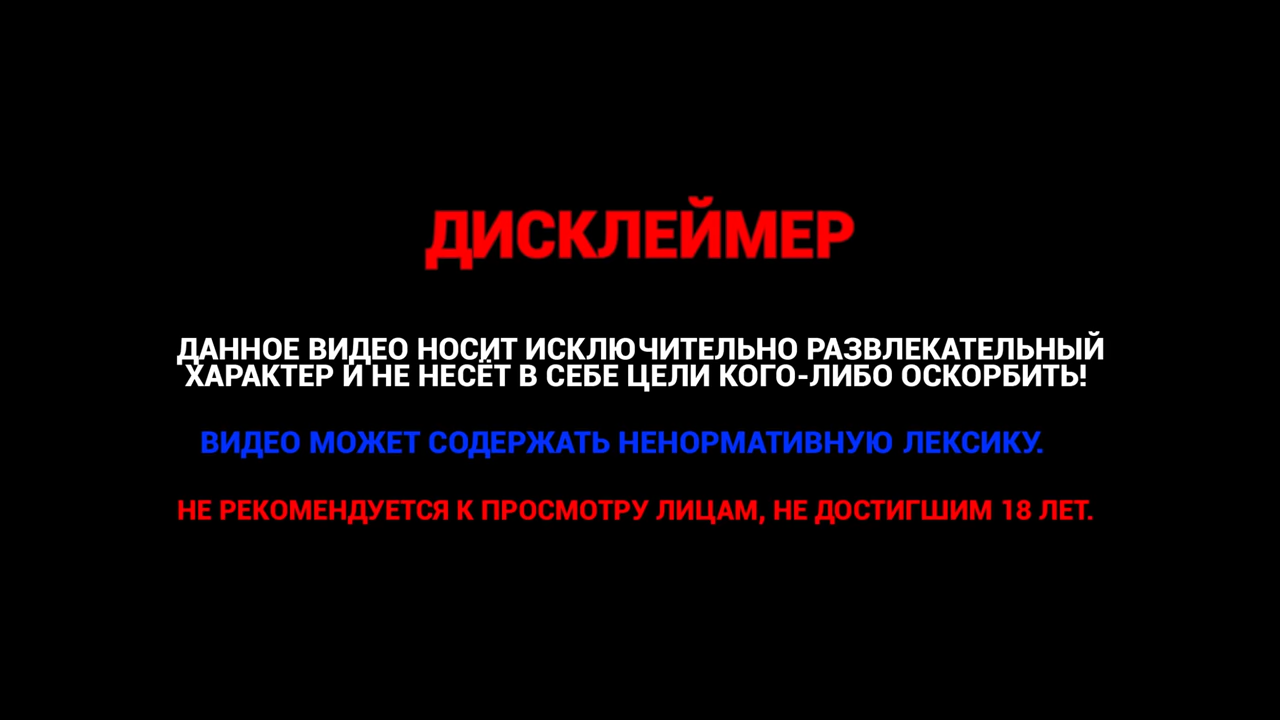 ДИСКЛЕЙМЕР
ДАННОЕ ВИДЕО НОСИТ ИСКЛЮЧИТЕЛЬНО РАЗВЛЕКАТЕЛЬНЫЙ
ХАРАКТЕР И НЕ НЕСЁТ В СЕБЕ ЦЕЛИ КОГО-ЛИБО ОСКОРБИТЬ!
ВИДЕО МОЖЕТ СОДЕРЖАТЬ НЕНОРМАТИВНУЮ ЛЕКСИКУ.
НЕ РЕКОМЕНДУЕТСЯ К ПРОСМОТРУ ЛИЦАМ, НЕ ДОСТИГШИМ 18 ЛЕТ.